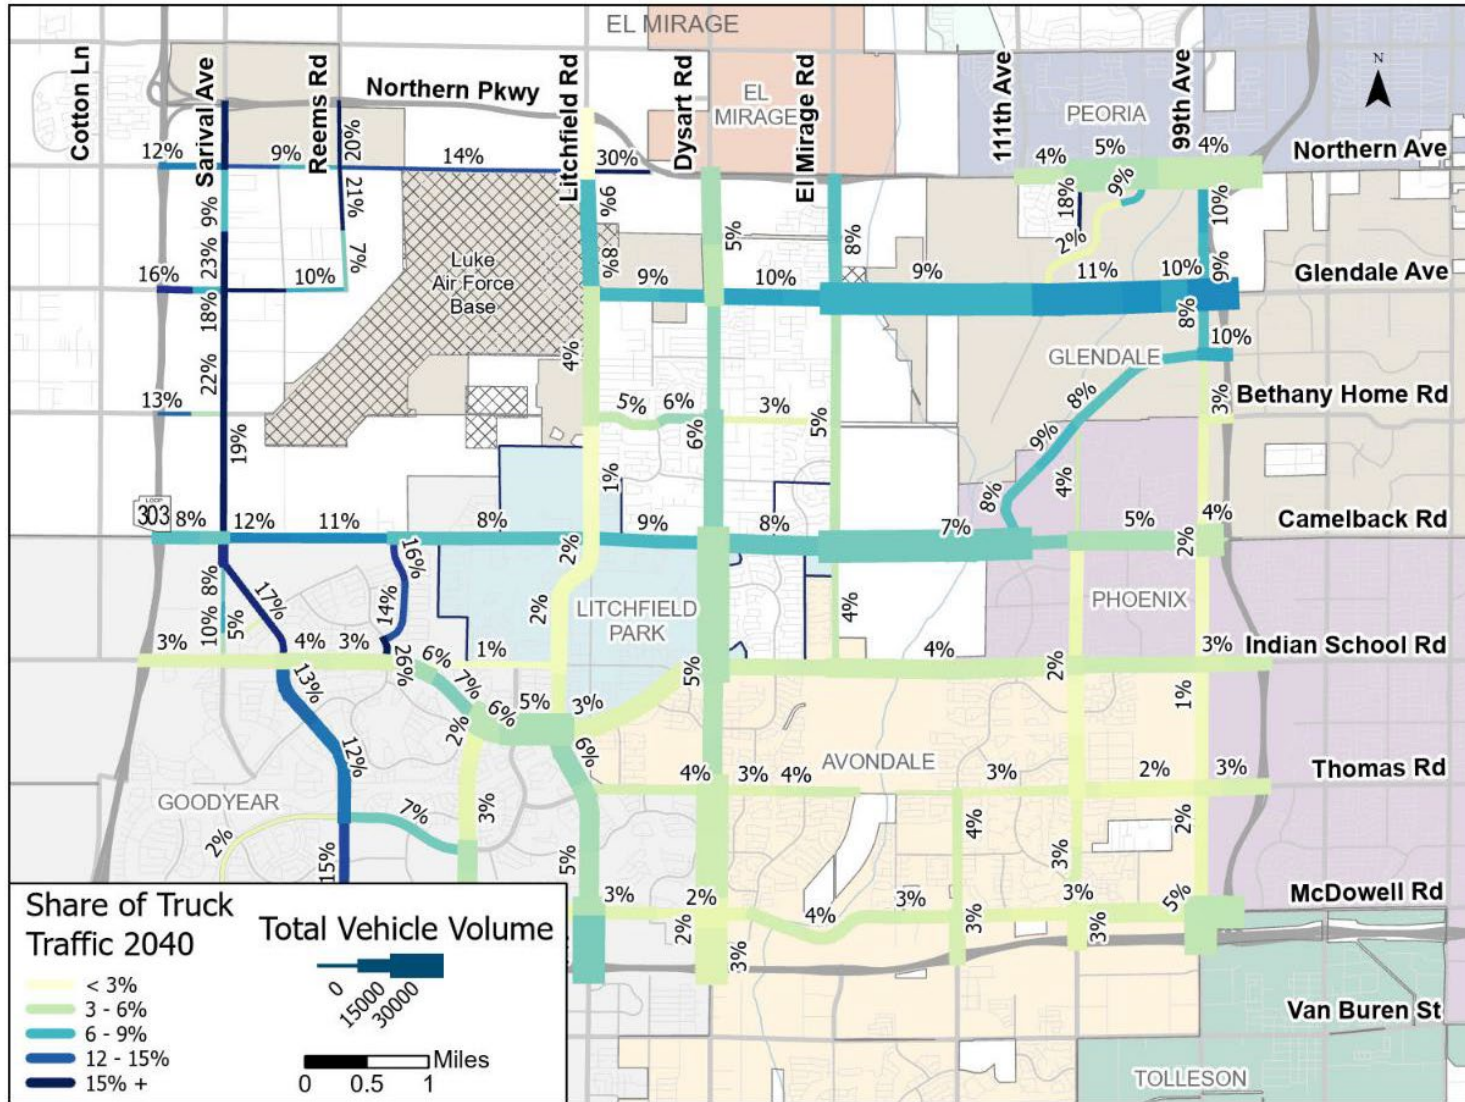 EL MIRAGE
Cotton Ln
Sarival Ave
Reems Rd
Northern Pkwy
Litchfield Rd
Dysart Rd
EL
MIRAGE
El Mirage Rd
111th Ave
PEORIA
99th Ave
N
Northern Ave
12%
9%
20%
14%
30%
4%
5%
4%
9%
21%
9%
5%
8%
18%
9%
2%
10%
23%
7%
Luke
Air Force
Base
8%
16%
10%
9%
10%
9%
11%
10%
9%
Glendale Ave
18%
4%
8%
10%
GLENDALE
22%
13%
5%
6%
3%
5%
8%
3%
Bethany Home Rd
19%
6%
9%
1%
4%
8%
LOOP
303
8%
12%
11%
8%
9%
8%
7%
5%
4%
Camelback Rd
2%
2%
16%
8%
17%
14%
2%
LITCHFIELD
PARK
4%
PHOENIX
10%
5%
3%
4%
3%
26%
6%
1%
5%
4%
2%
3%
Indian School Rd
13%
7%
6%
5%
3%
2%
6%
1%
12%
4%
3%
4%
AVONDALE
3%
2%
3%
Thomas Rd
GOODYEAR
7%
3%
2%
4%
2%
15%
5%
3%
3%
2%
3%
3%
5%
McDowell Rd
2%
4%
3%
3%
3%
Share of Truck
Traffic 2040
< 3%
3 - 6%
6 - 9%
12 - 15%
15% +
Total Vehicle Volume
0
15000
30000
Miles
0 0.5 1
Van Buren St
TOLLESON